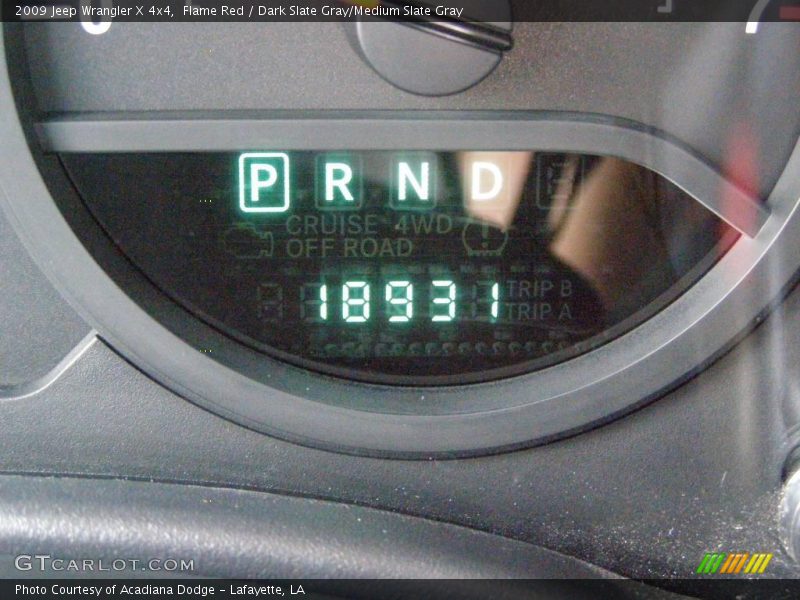 2009 Jeep Wrangler X 4x4,  Flame Red / Dark Slate Gray/Medium Slate Gray
P R N D
CRUISE 4WD
OFF ROAD
18931
TRIP B
TRIP A
GTCARLOT.COM
Photo Courtesy of Acadiana Dodge - Lafayette, LA